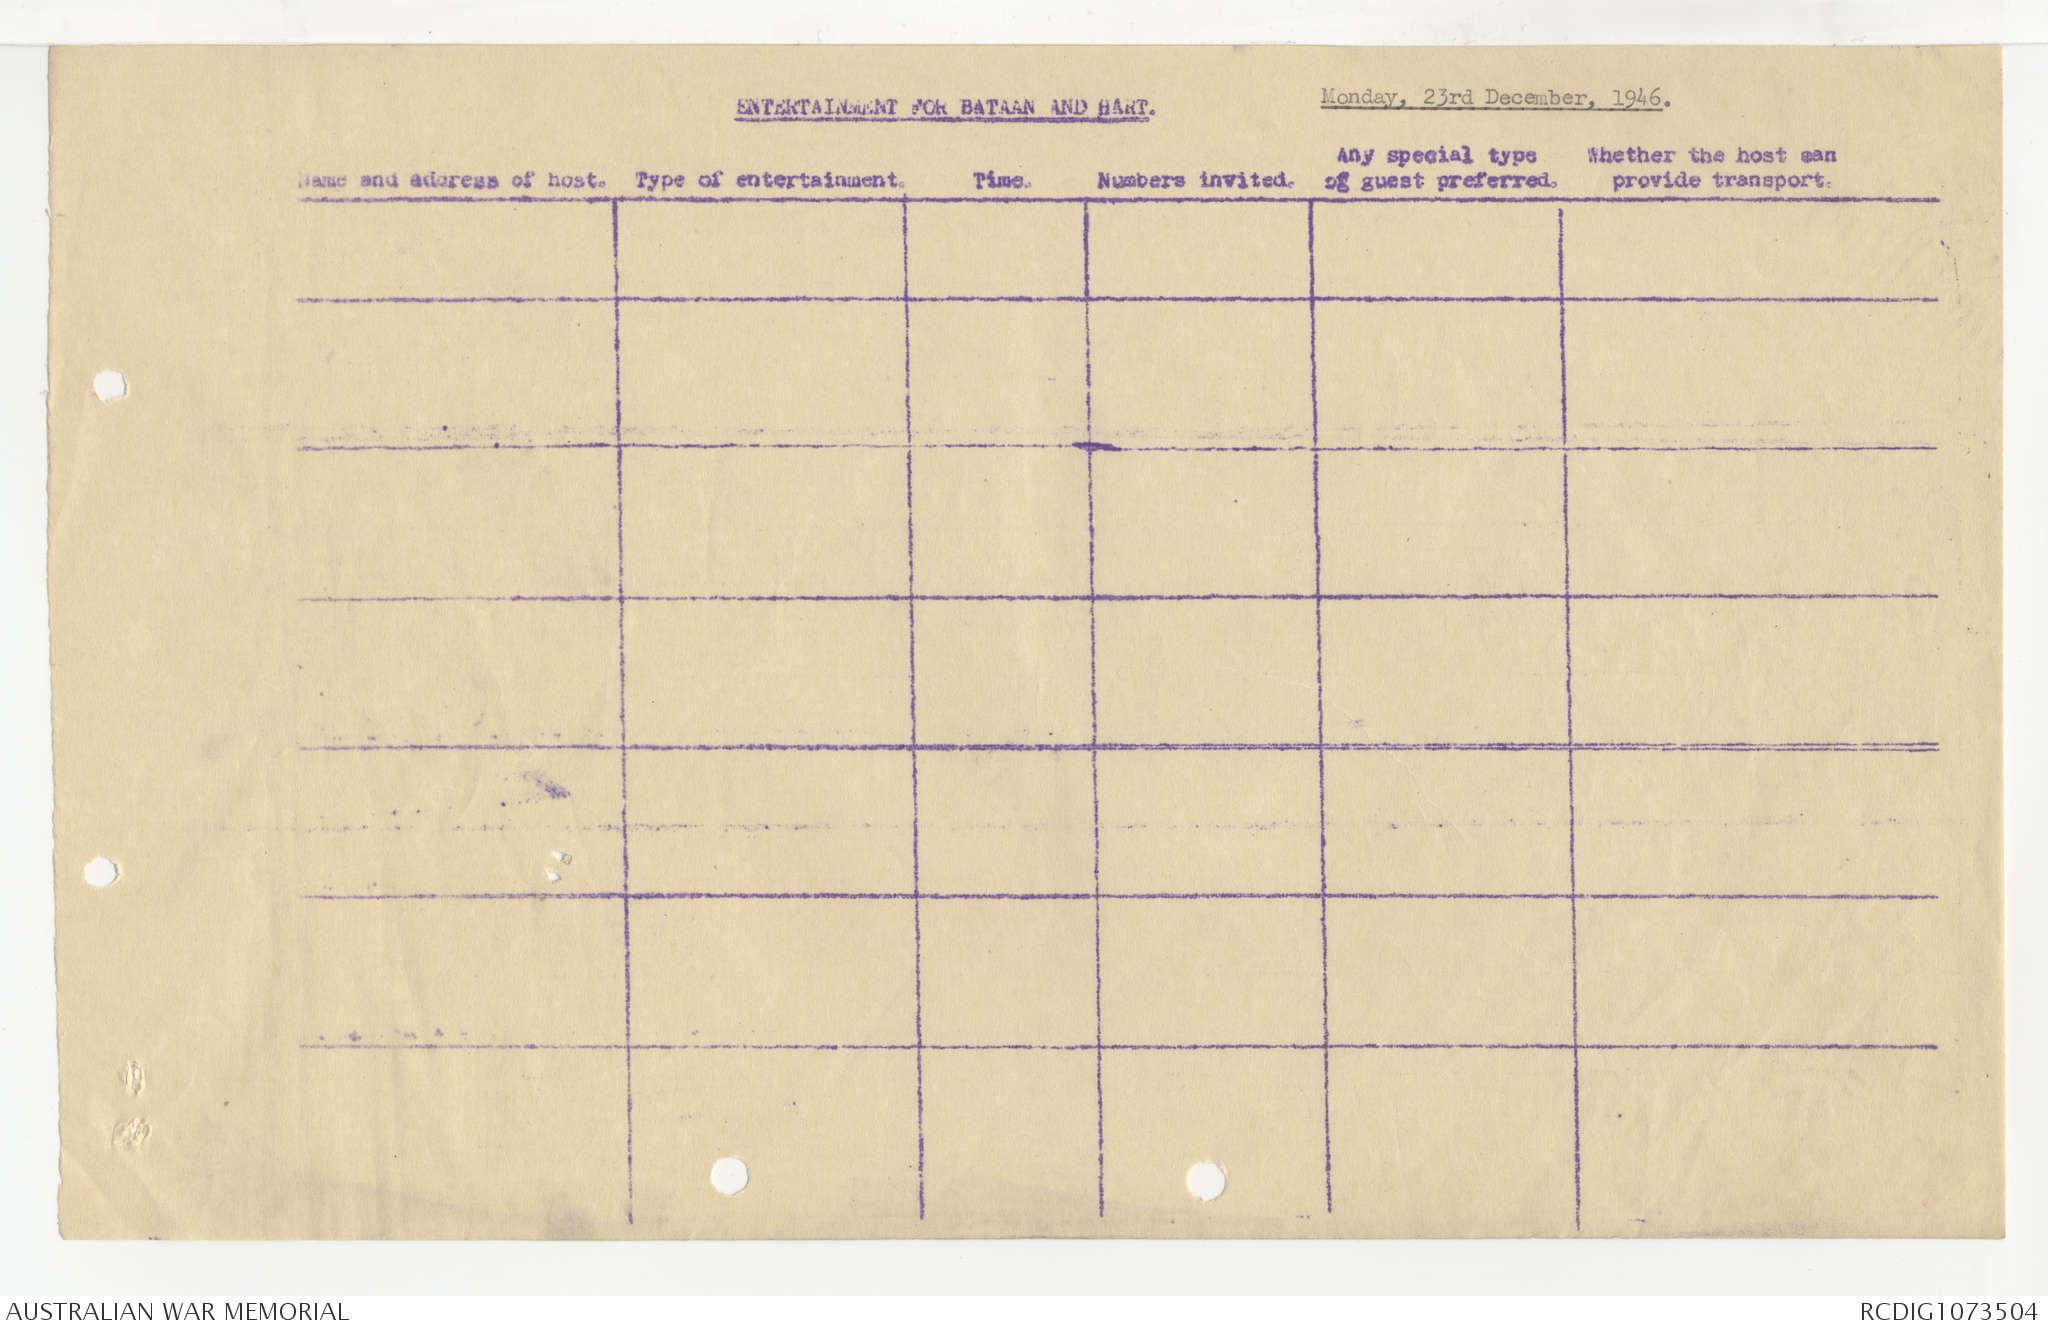 ENTERTAINMENT FOR BATAAN AND HART.
Monday, 23rd December, 1946.
Name and address of host. Type of entertainment. Time. Numbers invited. Any special type of guest preferred. Whether the host can provide transport.
AUSTRALIAN WAR MEMORIAL
RCDIG1073504